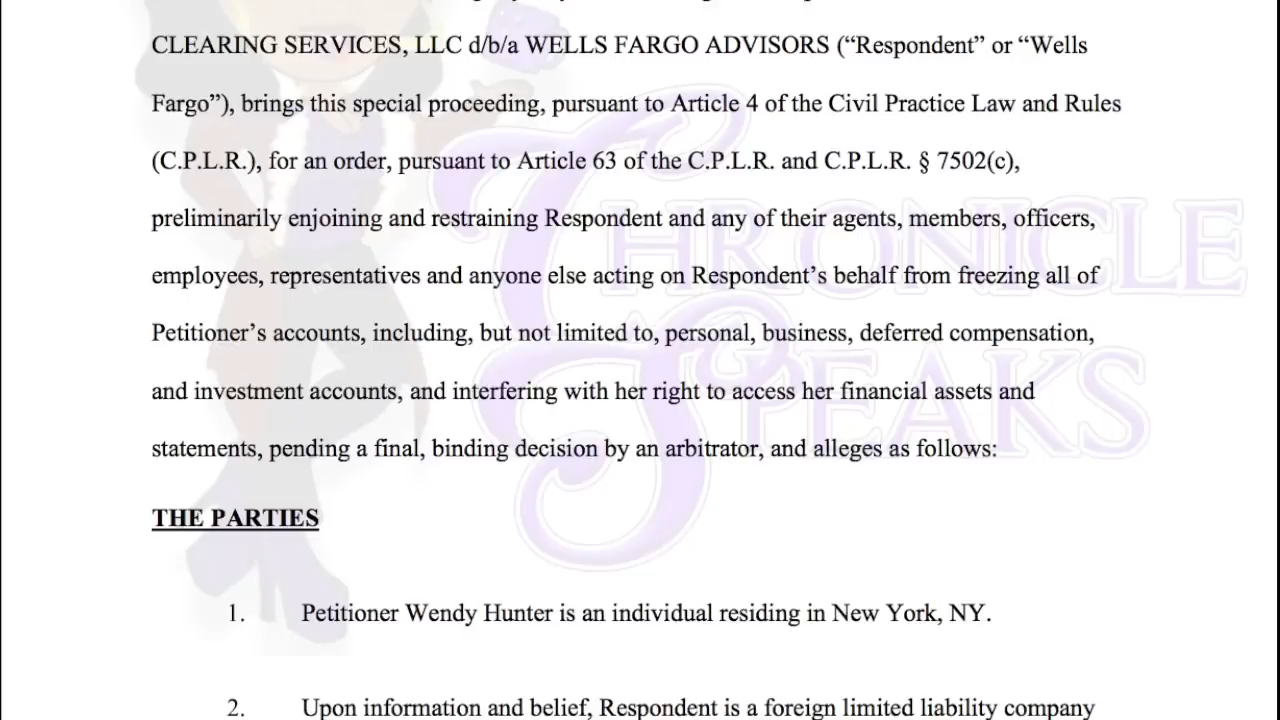 CLEARING SERVICES, LLC d/b/a WELLS FARGO ADVISORS (“Respondent” or “Wells
Fargo”), brings this special proceeding, pursuant to Article 4 of the Civil Practice Law and Rules
(C.P.L.R.), for an order, pursuant to Article 63 of the C.P.L.R. and C.P.L.R. § 7502(c),
preliminarily enjoining and restraining Respondent and any of their agents, members, officers,
employees, representatives and anyone else acting on Respondent’s behalf from freezing all of
Petitioner’s accounts, including, but not limited to, personal, business, deferred compensation,
and investment accounts, and interfering with her right to access her financial assets and
statements, pending a final, binding decision by an arbitrator, and alleges as follows:
THE PARTIES
1. Petitioner Wendy Hunter is an individual residing in New York, NY.
2. Upon information and belief, Respondent is a foreign limited liability company
CHRONICLE
SPEAKS